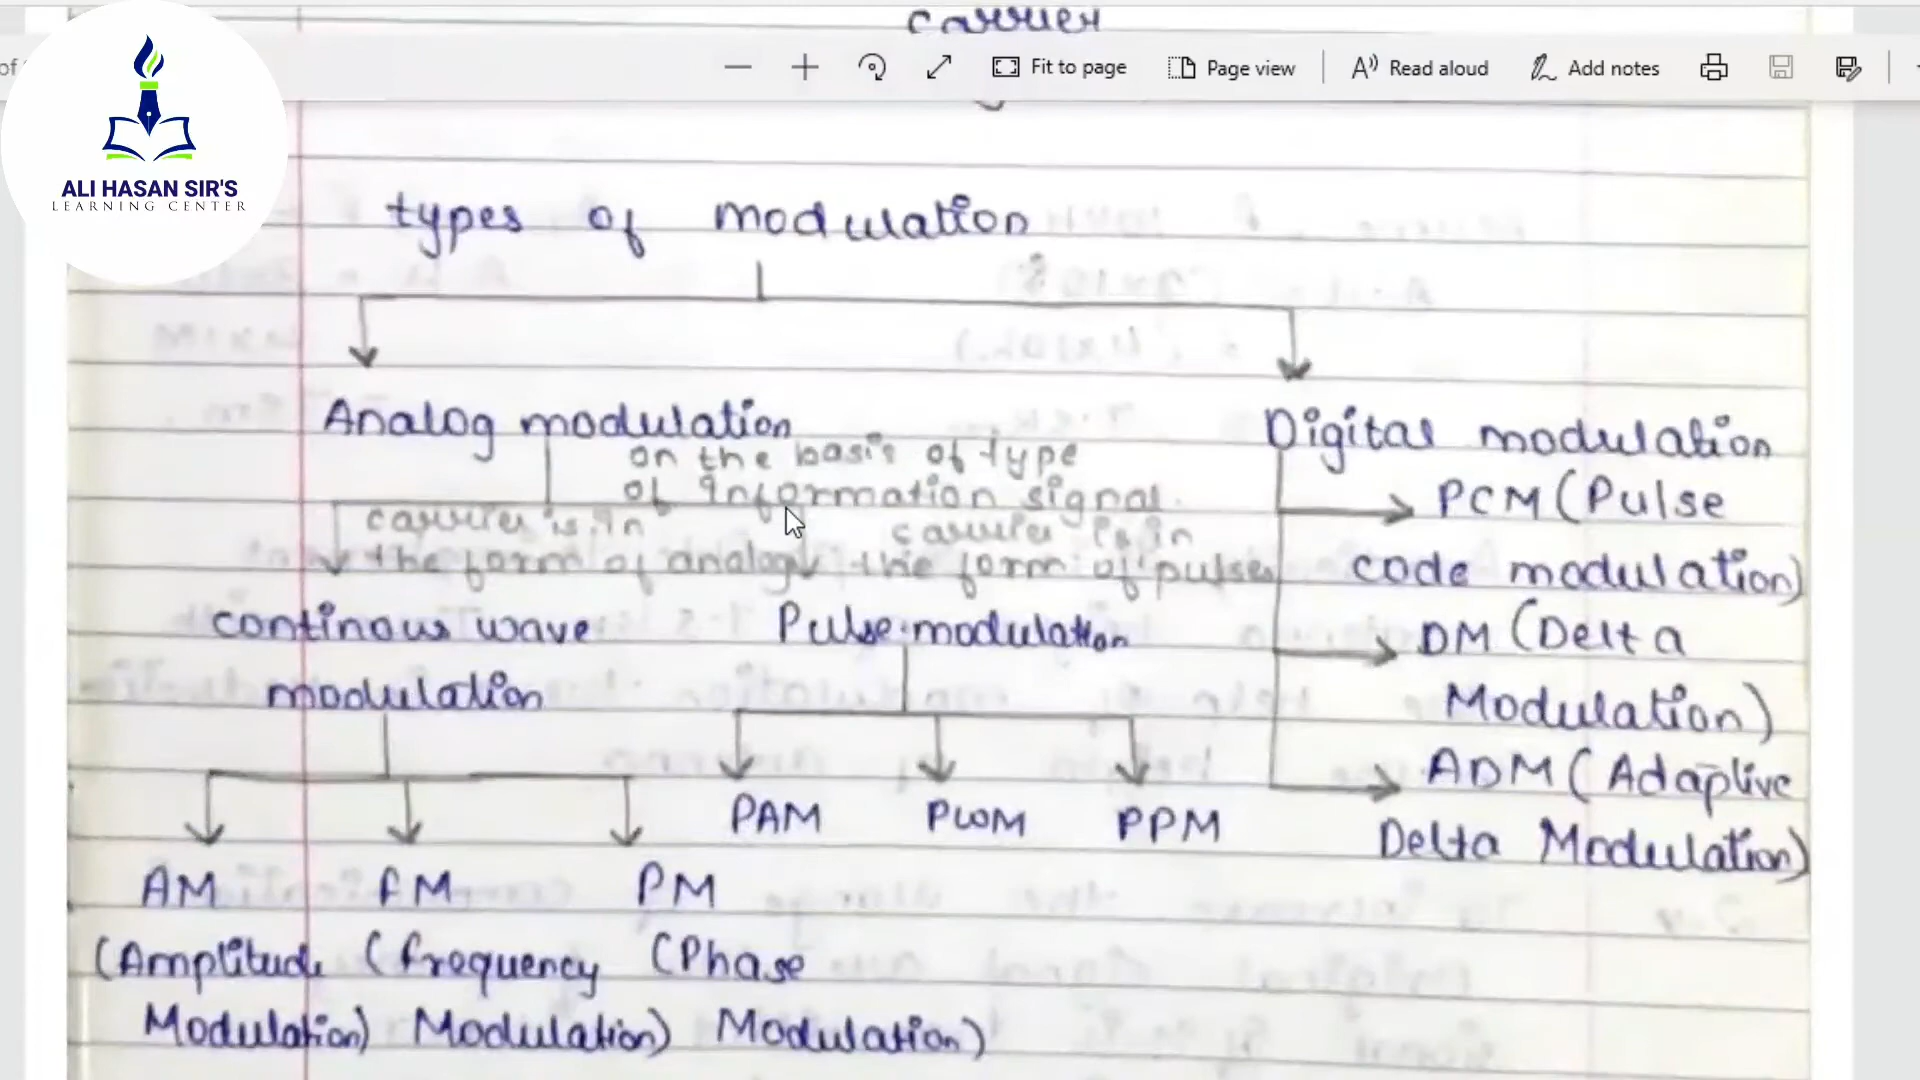 carrier
of
Fit to page
Page view
Read aloud
Add notes
ALI HASAN SIR'S
LEARNING CENTER
types of modulation
Analog modulation
on the basis of type
of information signal.
Digital modulation
PCM (Pulse
code modulation)
DM (Delta
Modulation)
ADM (Adaptive
Delta Modulation)
carrier is in
the form of analog
carrier is in
the form of pulses
continous wave
modulation
Pulse modulation
PAM PWM PPM
AM FM PM
(Amplitude (frequency (Phase
Modulation) Modulation) Modulation)